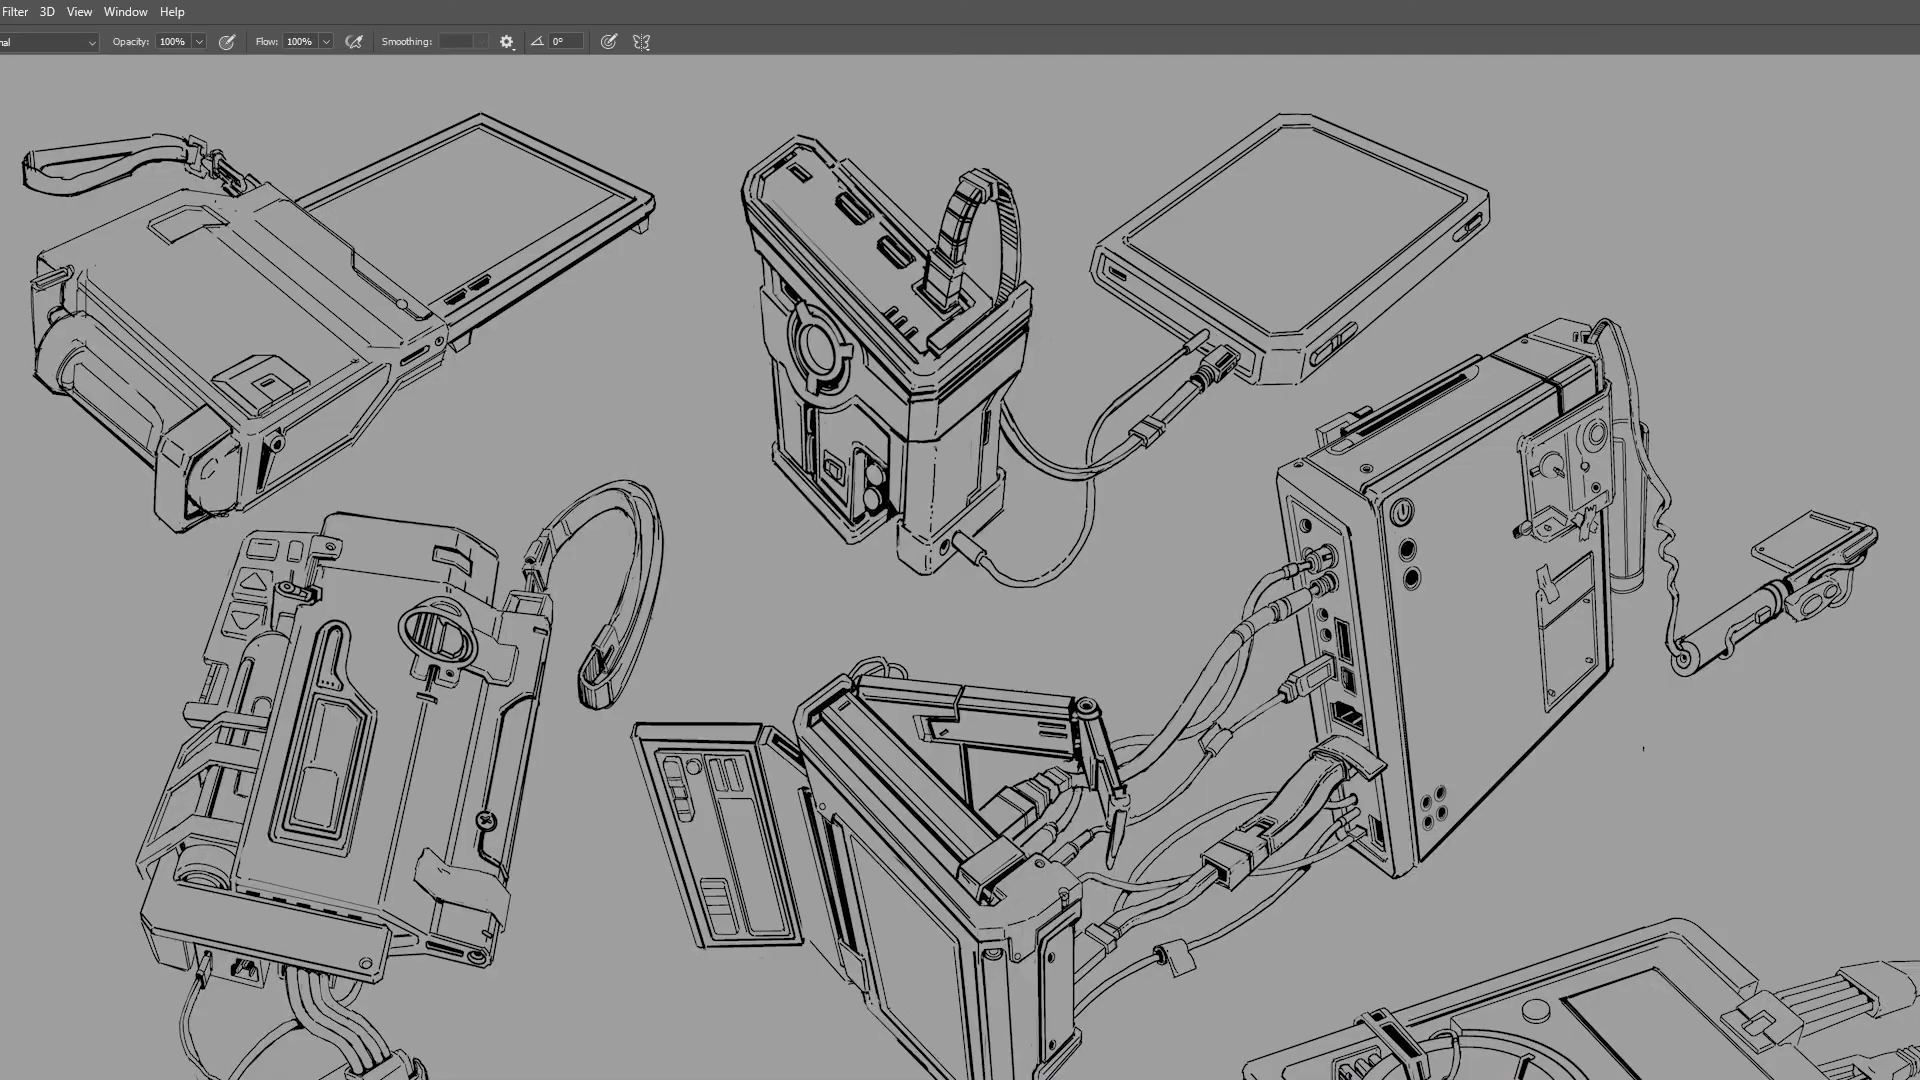 Filter 3D View Window Help
nal Opacity: 100% Flow: 100% Smoothing: 0°